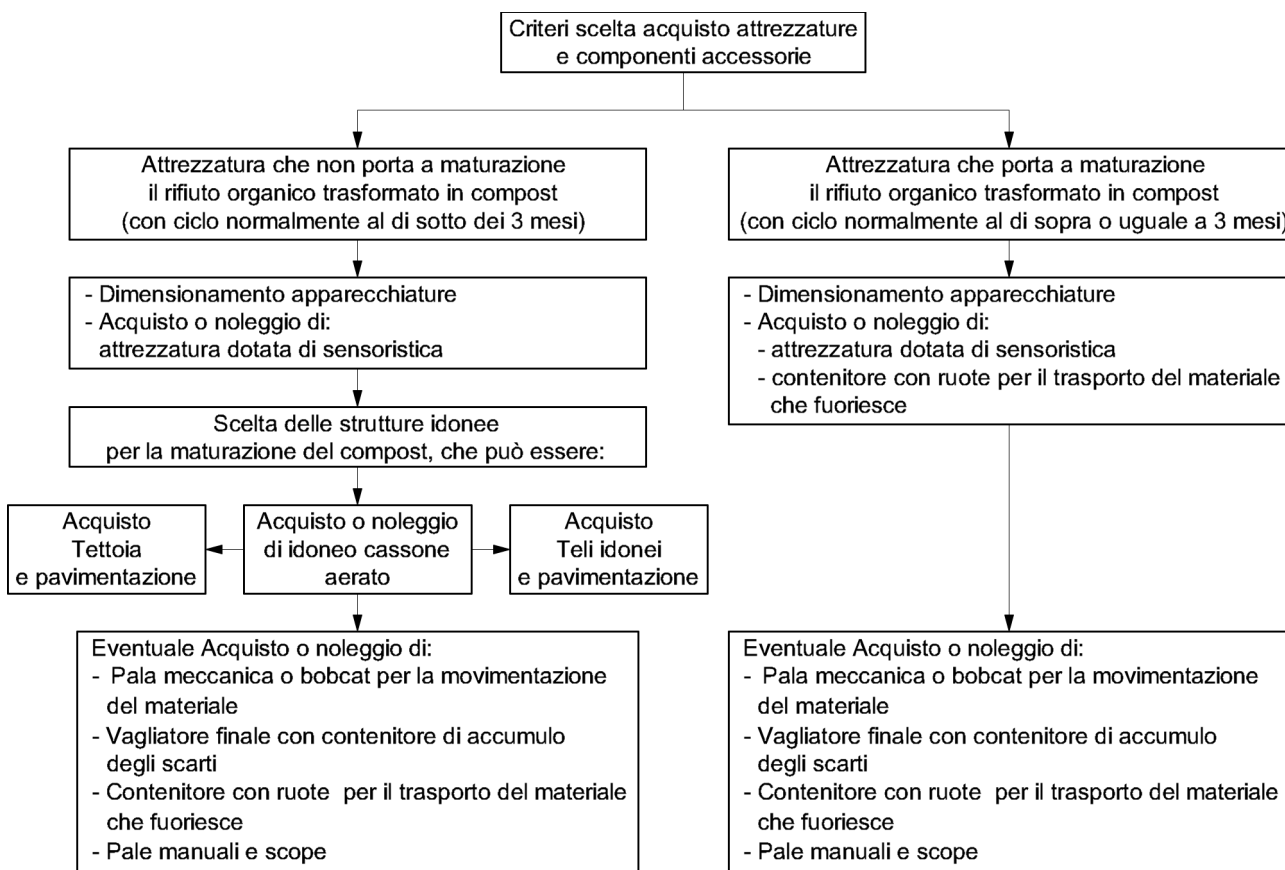 Criteri scelta acquisto attrezzature
e componenti accessorie
Attrezzatura che non porta a maturazione
il rifiuto organico trasformato in compost
(con ciclo normalmente al di sotto dei 3 mesi)
Attrezzatura che porta a maturazione
il rifiuto organico trasformato in compost
(con ciclo normalmente al di sopra o uguale a 3 mesi)
- Dimensionamento apparecchiature
- Acquisto o noleggio di:
attrezzatura dotata di sensoristica
- Dimensionamento apparecchiature
- Acquisto o noleggio di:
- attrezzatura dotata di sensoristica
- contenitore con ruote per il trasporto del materiale
che fuoriesce
Scelta delle strutture idonee
per la maturazione del compost, che può essere:
Acquisto
Tettoia
e pavimentazione
Acquisto o noleggio
di idoneo cassone
aerato
Acquisto
Teli idonei
e pavimentazione
Eventuale Acquisto o noleggio di:
- Pala meccanica o bobcat per la movimentazione
del materiale
- Vagliatore finale con contenitore di accumulo
degli scarti
- Contenitore con ruote per il trasporto del materiale
che fuoriesce
- Pale manuali e scope
Eventuale Acquisto o noleggio di:
- Pala meccanica o bobcat per la movimentazione
del materiale
- Vagliatore finale con contenitore di accumulo
degli scarti
- Contenitore con ruote per il trasporto del materiale
che fuoriesce
- Pale manuali e scope